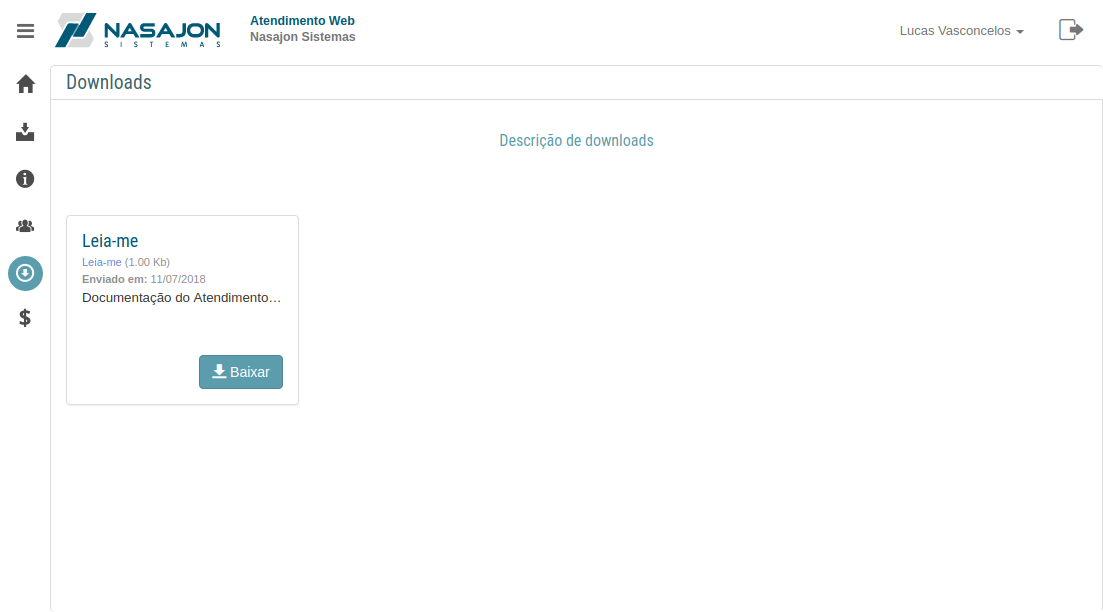 NASAJON
SISTEMAS
Atendimento Web
Nasajon Sistemas
Lucas Vasconcelos
Downloads
Descrição de downloads
Leia-me
Leia-me (1.00 Kb)
Enviado em: 11/07/2018
Documentação do Atendimento…
Baixar
$